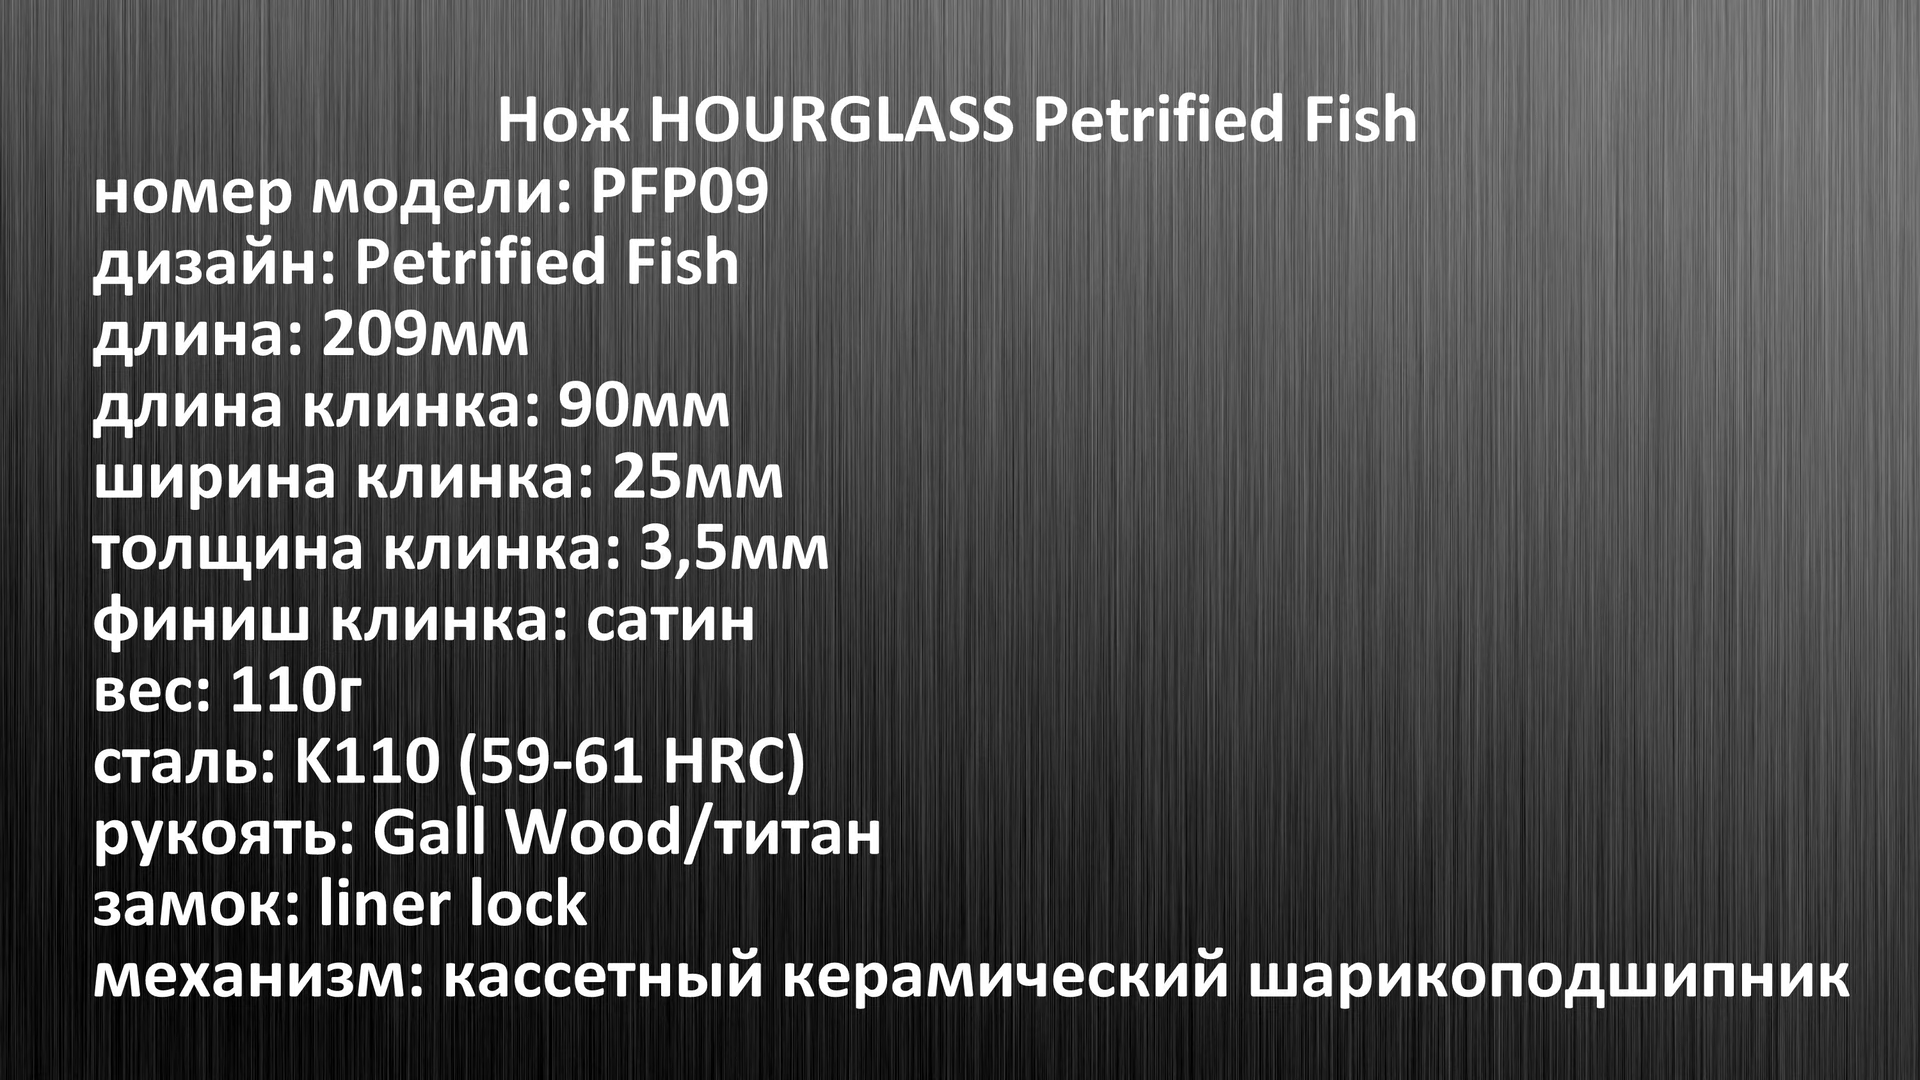 Нож HOURGLASS Petrified Fish
номер модели: PFP09
дизайн: Petrified Fish
длина: 209мм
длина клинка: 90мм
ширина клинка: 25мм
толщина клинка: 3,5мм
финиш клинка: сатин
вес: 110г
сталь: K110 (59-61 HRC)
рукоять: Gall Wood/титан
замок: liner lock
механизм: кассетный керамический шарикоподшипник